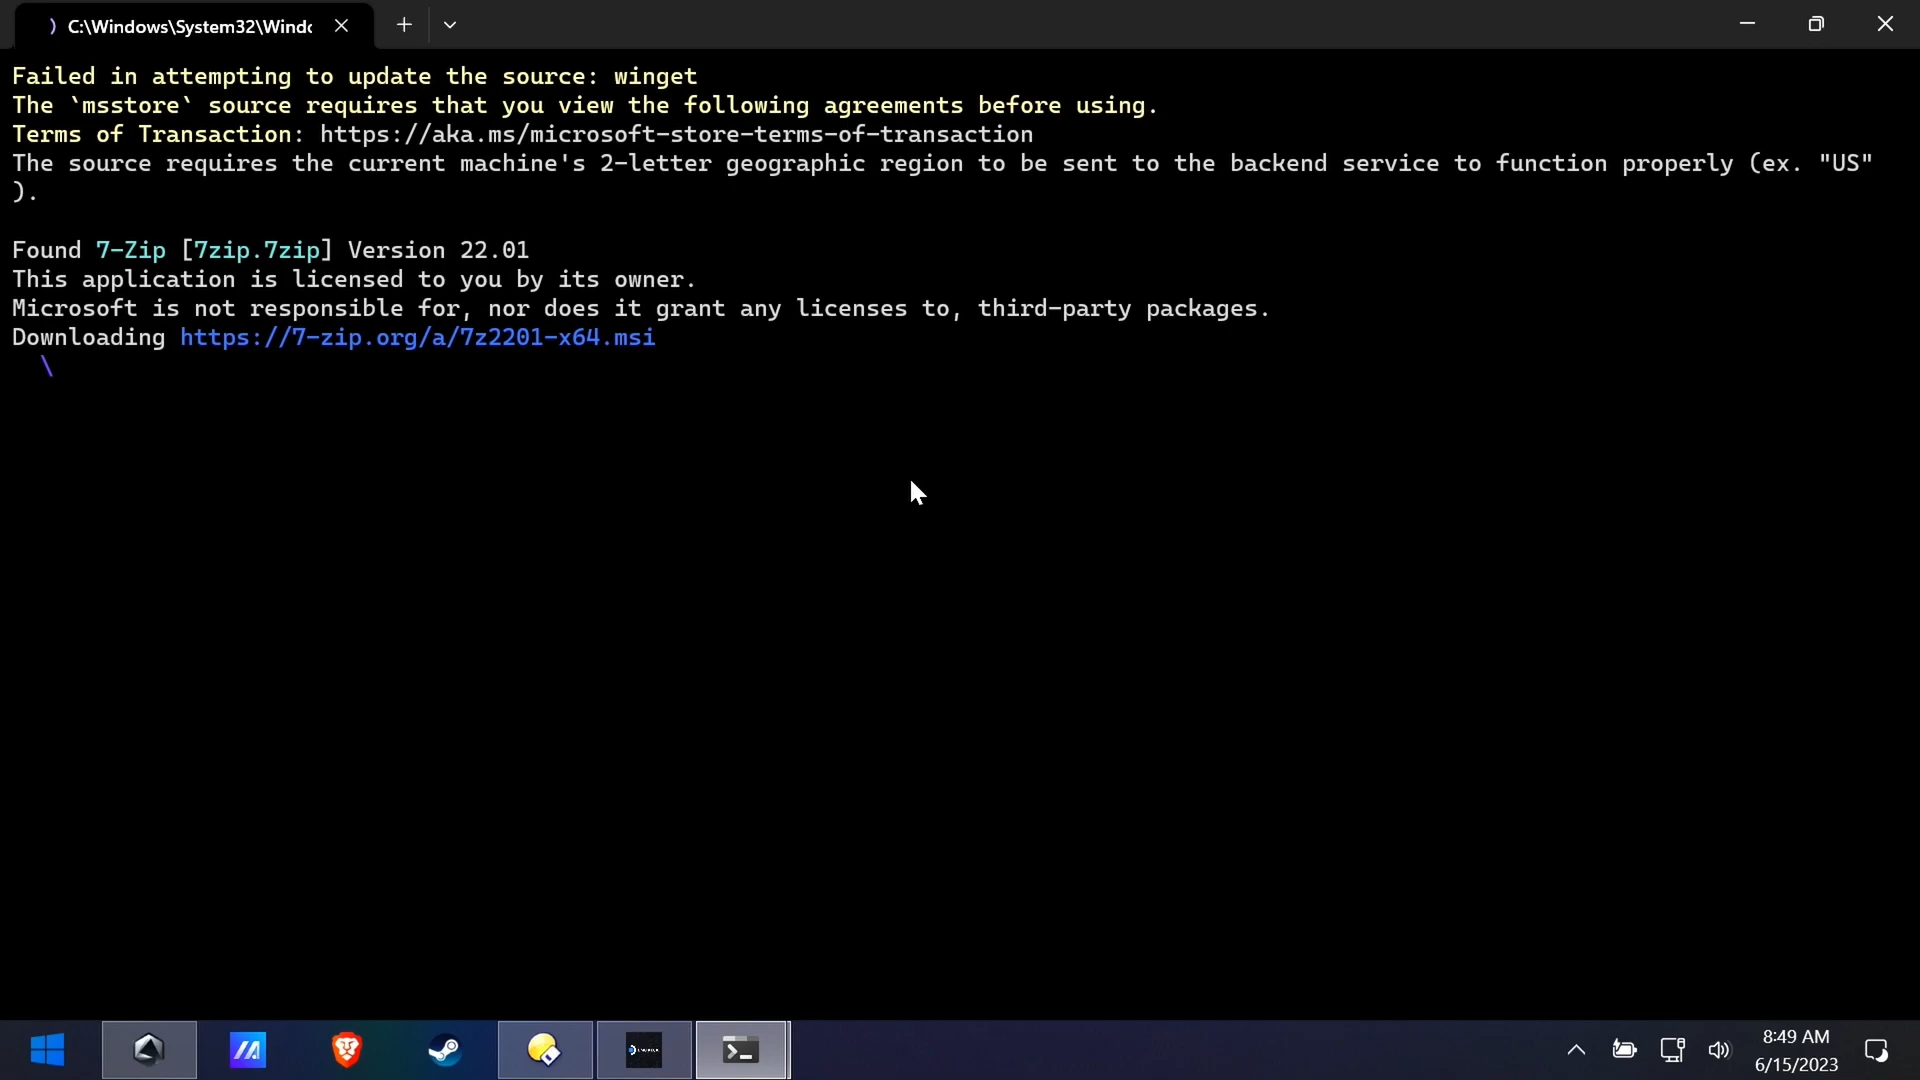 C:\Windows\System32\Windo
Failed in attempting to update the source: winget
The `msstore` source requires that you view the following agreements before using.
Terms of Transaction: https://aka.ms/microsoft-store-terms-of-transaction
The source requires the current machine's 2-letter geographic region to be sent to the backend service to function properly (ex. "US"
).
Found 7-Zip [7zip.7zip] Version 22.01
This application is licensed to you by its owner.
Microsoft is not responsible for, nor does it grant any licenses to, third-party packages.
Downloading https://7-zip.org/a/7z2201-x64.msi
\
8:49 AM
6/15/2023